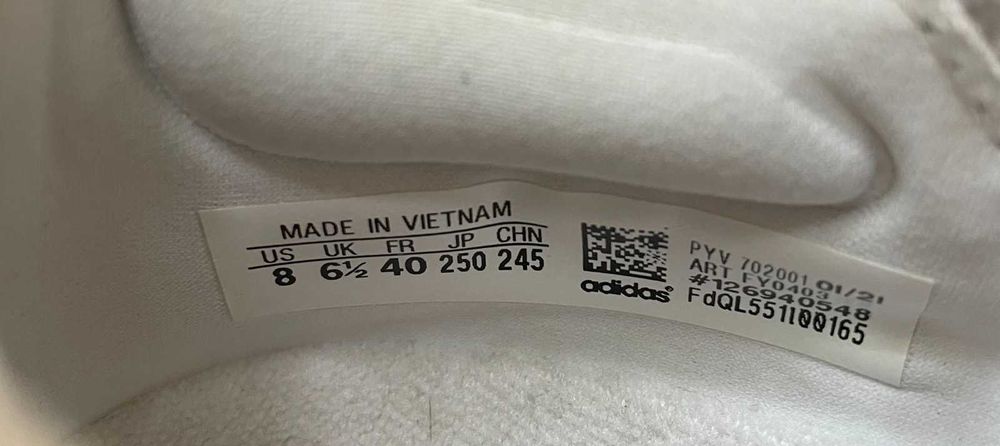 MADE IN VIETNAM
US UK FR JP CHN
8 6½ 40 250 245
adidas
PYV 702001 01/21
ART FY0403
#126940548
FdQL551100165